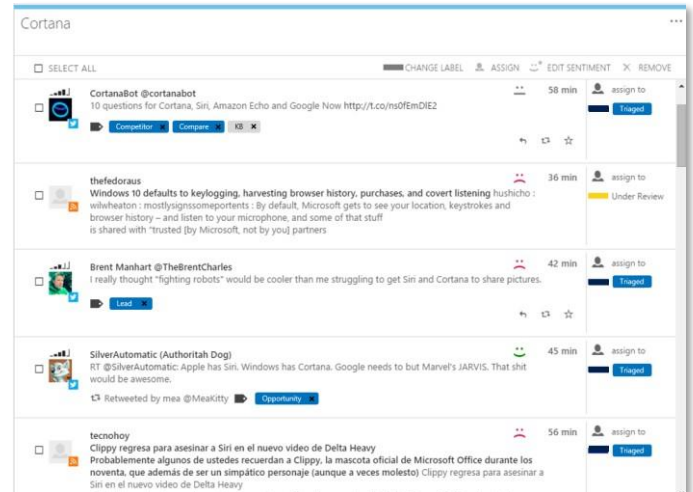 Cortana
...
SELECT ALL
CHANGE LABEL ASSIGN EDIT SENTIMENT × REMOVE
CortanaBot @cortanabot
58 min
assign to
10 questions for Cortana, Siri, Amazon Echo and Google Now http://t.co/ns0fEmDlE2
Triaged
Competitor × Compare × KB ×
thefedoraus
36 min
assign to
Windows 10 defaults to keylogging, harvesting browser history, purchases, and covert listening hushicho :
Under Review
wilwheaton : mostlysignssomeportents : By default, Microsoft gets to see your location, keystrokes and
browser history – and listen to your microphone, and some of that stuff
is shared with "trusted [by Microsoft, not by you] partners
Brent Manhart @TheBrentCharles
42 min
assign to
I really thought "fighting robots" would be cooler than me struggling to get Siri and Cortana to share pictures.
Triaged
Lead ×
SilverAutomatic (Authoritah Dog)
45 min
assign to
RT @SilverAutomatic: Apple has Siri. Windows has Cortana. Google needs to but Marvel's JARVIS. That shit
Triaged
would be awesome.
Retweeted by mea @MeaKitty Opportunity ×
tecnohoy
56 min
assign to
Clippy regresa para asesinar a Siri en el nuevo video de Delta Heavy
Triaged
Probablemente algunos de ustedes recuerdan a Clippy, la mascota oficial de Microsoft Office durante los
noventa, que además de ser un simpático personaje (aunque a veces molesto) Clippy regresa para asesinar a
Siri en el nuevo video de Delta Heavy